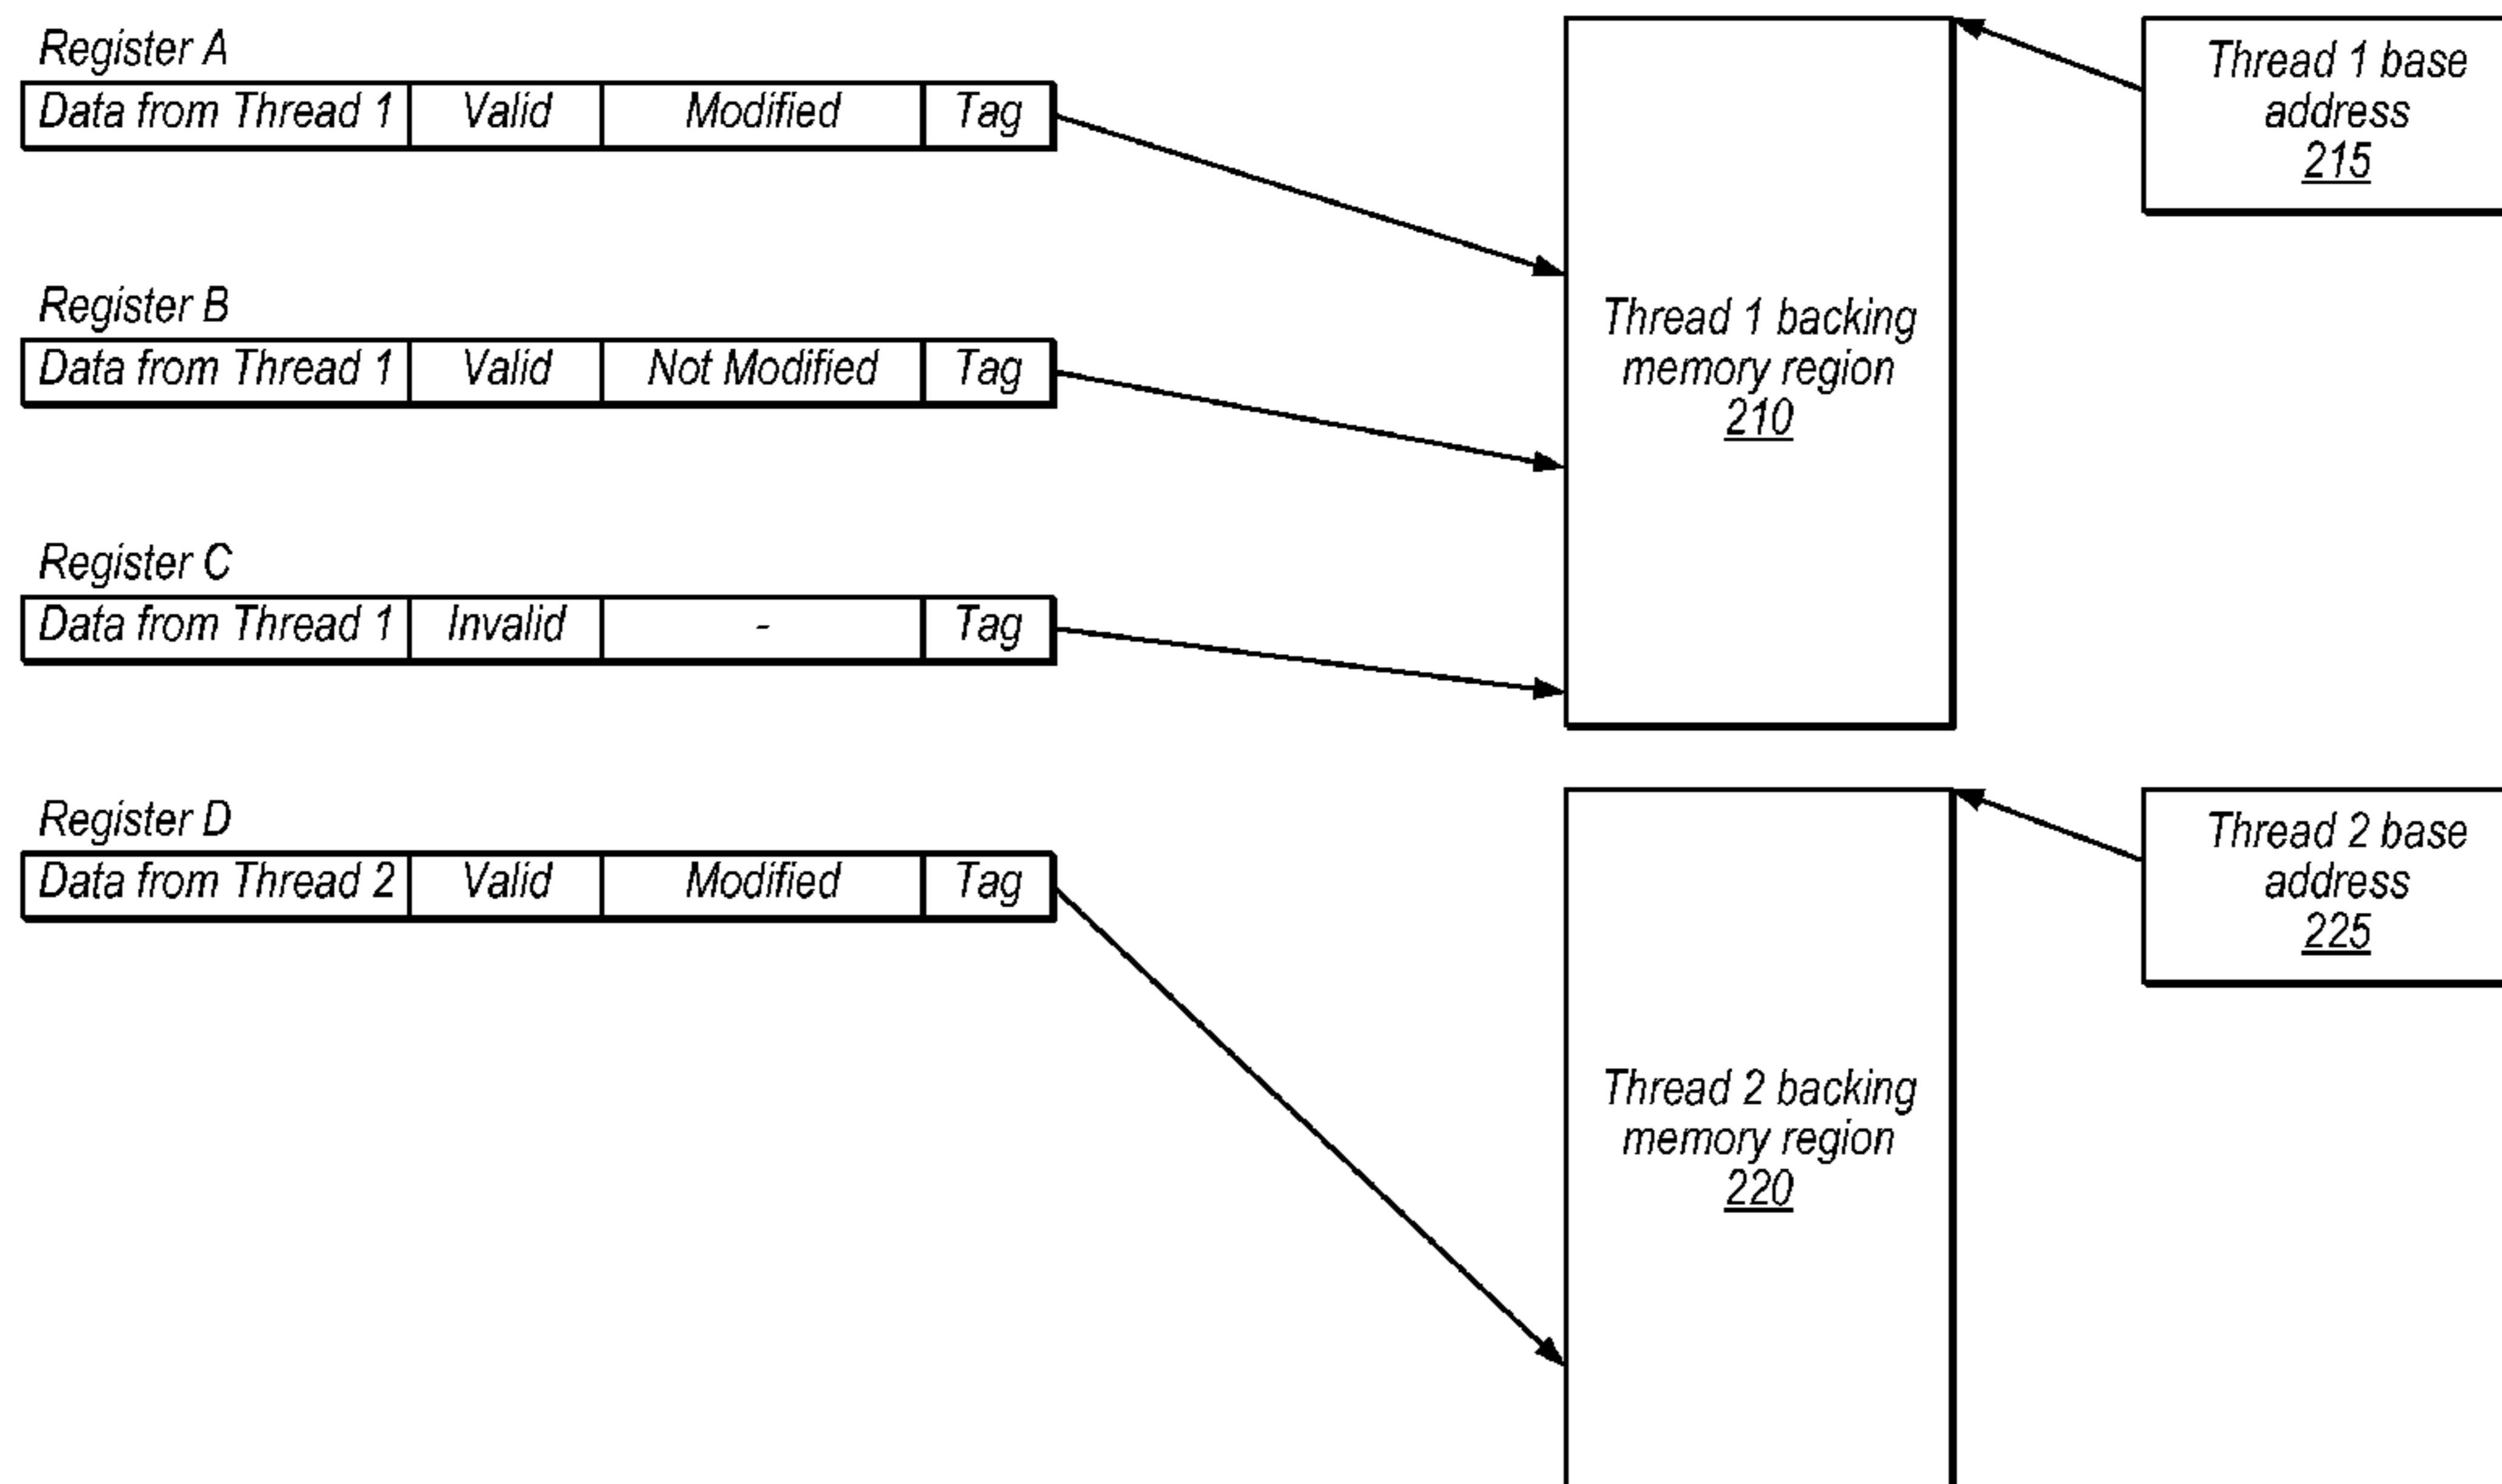 Register A
Data from Thread 1 Valid Modified Tag
Thread 1 base
address
215
Register B
Data from Thread 1 Valid Not Modified Tag
Thread 1 backing
memory region
210
Register C
Data from Thread 1 Invalid - Tag
Register D
Data from Thread 2 Valid Modified Tag
Thread 2 base
address
225
Thread 2 backing
memory region
220